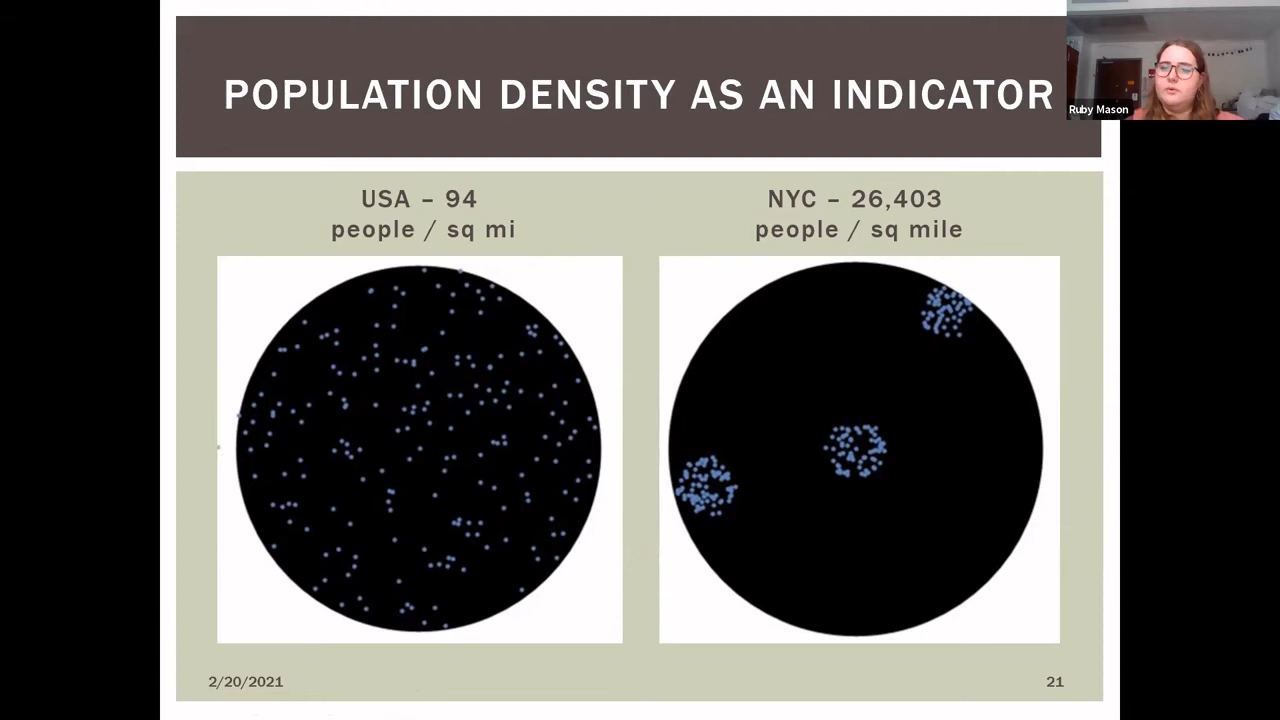 POPULATION DENSITY AS AN INDICATOR
Ruby Mason
USA – 94
people / sq mi
NYC – 26,403
people / sq mile
2/20/2021
21